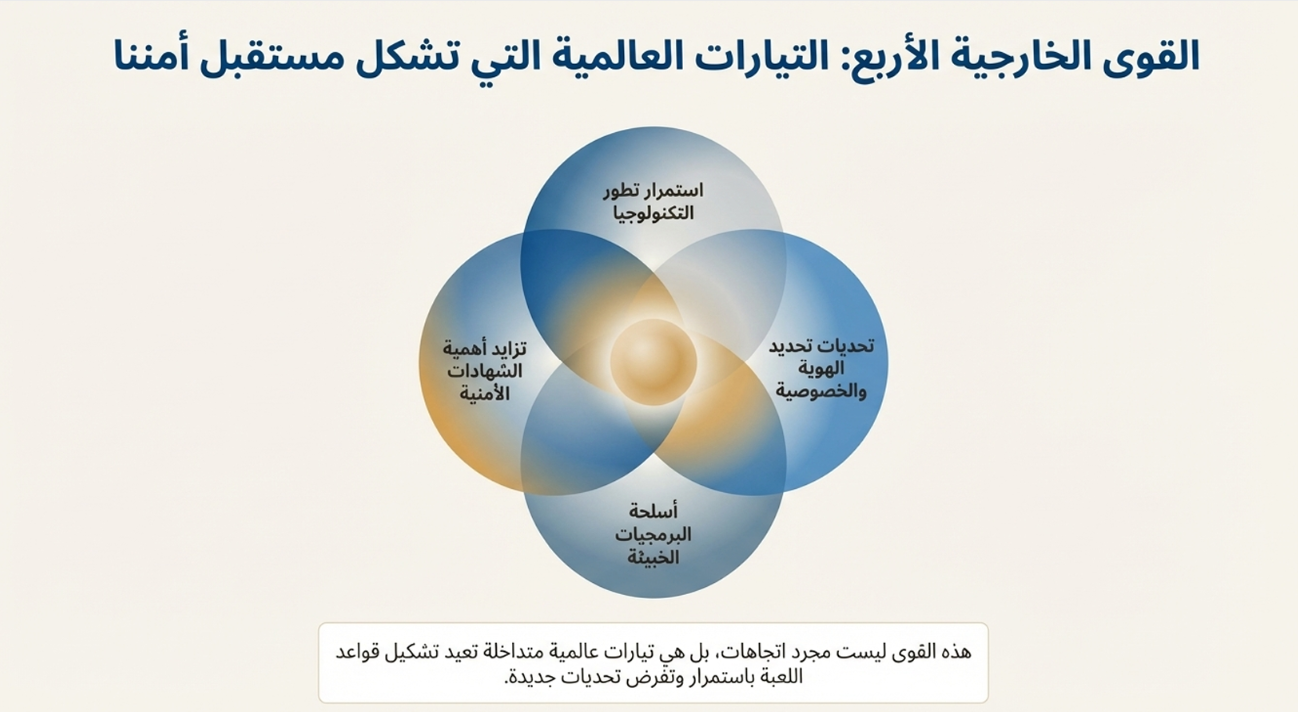 القوى الخارجية الأربع: التيارات العالمية التي تشكل مستقبل أمننا
استمرار تطور
التكنولوجيا
تحديات تحديد
الهوية
والخصوصية
تزايد أهمية
الشهادات
الأمنية
أسلحة
البرمجيات
الخبيثة
هذه القوى ليست مجرد اتجاهات، بل هي تيارات عالمية متداخلة تعيد تشكيل قواعد
اللعبة باستمرار وتفرض تحديات جديدة.